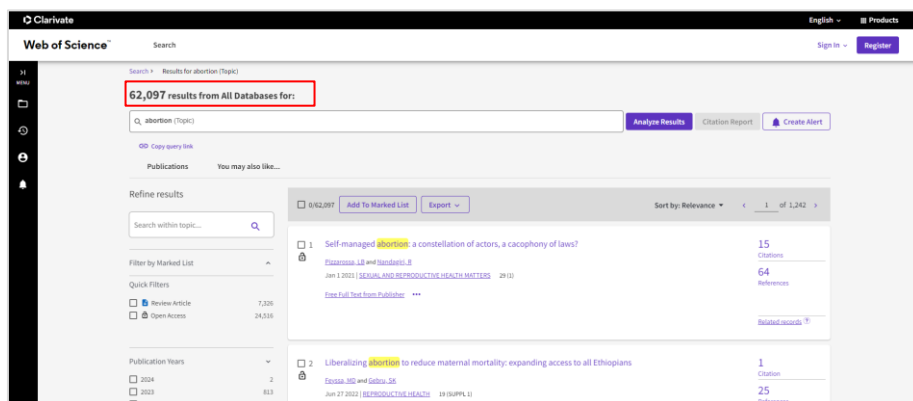 Clarivate
English
Products
Web of Science™
Search
Sign In
Register
MENU
Search > Results for abortion (Topic)
62,097 results from All Databases for:
abortion (Topic)
Analyze Results
Citation Report
Create Alert
Copy query link
Publications
You may also like...
Refine results
Search within topic...
Filter by Marked List
Quick Filters
Review Article 7,326
Open Access 24,516
Publication Years
2024 2
2023 813
0/62,097 Add To Marked List Export
Sort by: Relevance
1 of 1,242
1 Self-managed abortion: a constellation of actors, a cacophony of laws?
Pizzarossa, LB and Nandagiri, R
Jan 1 2021 | SEXUAL AND REPRODUCTIVE HEALTH MATTERS 29 (1)
Free Full Text from Publisher
15
Citations
64
References
Related records ?
2 Liberalizing abortion to reduce maternal mortality: expanding access to all Ethiopians
Feyssa, MD and Gebru, SK
Jun 27 2022 | REPRODUCTIVE HEALTH 19 (SUPPL 1)
1
Citation
25